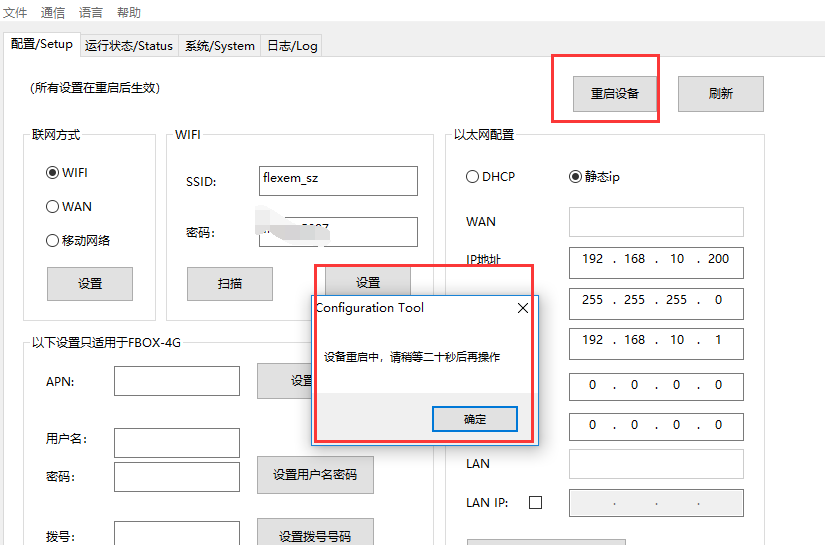 文件 通信 语言 帮助
配置/Setup 运行状态/Status 系统/System 日志/Log
(所有设置在重启后生效)
重启设备 刷新
联网方式 WIFI 以太网配置
WIFI SSID: flexem_sz DHCP 静态ip
WAN WAN
密码:
移动网络 IP地址 192 . 168 . 10 . 200
设置 扫描 设置
255 . 255 . 255 . 0
Configuration Tool
以下设置只适用于FBOX-4G 192 . 168 . 10 . 1
设备重启中，请稍等二十秒后再操作
APN: 0 . 0 . 0 . 0
确定 0 . 0 . 0 . 0
用户名:
LAN
密码: 设置用户名密码
LAN IP: . . .
拨号: 设置拨号号码